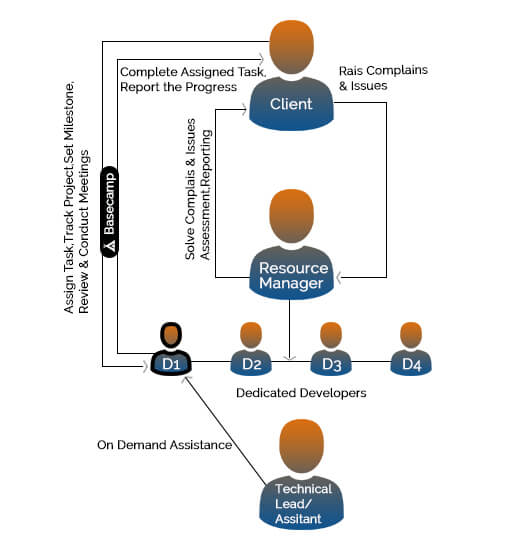 Complete Assigned Task,
Report the Progress
Rais Complains
& Issues
Client
Assign Task,Track Project,Set Milestone,
Review & Conduct Meetings
Basecamp
Solve Complais & Issues
Assessment,Reporting
Resource
Manager
D1
D2
D3
D4
Dedicated Developers
On Demand Assistance
Technical
Lead/
Assitant